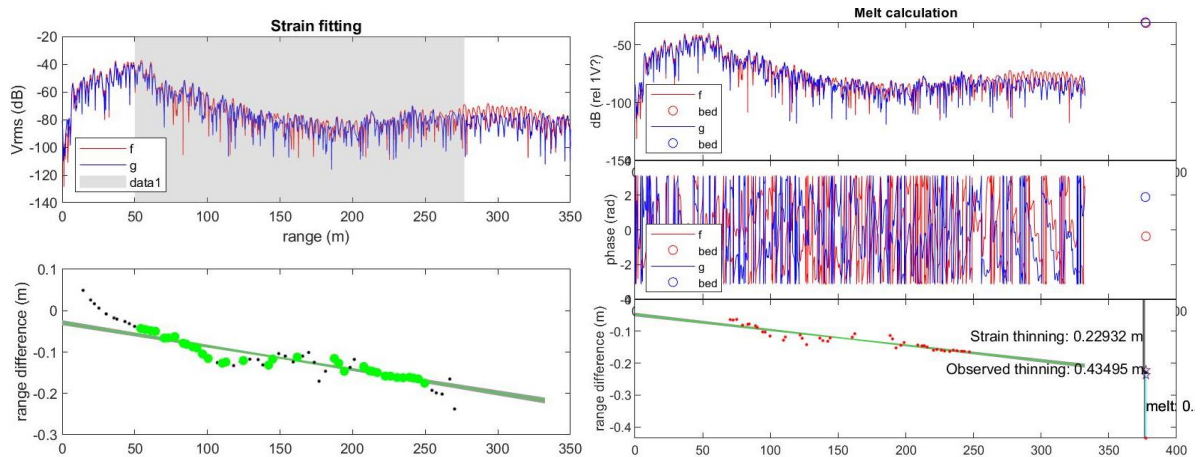 Strain fitting
-20
-40
-60
-80
-100
-120
-140
Vrms (dB)
f
g
data1
0 50 100 150 200 250 300 350
range (m)
0.1
0
-0.1
-0.2
-0.3
range difference (m)
0 50 100 150 200 250 300 350
Melt calculation
-50
-100
-150
dB (rel 1V?)
f
bed
g
bed
2
0
-2
phase (rad)
f
bed
g
bed
-0.1
-0.2
-0.3
-0.4
range difference (m)
Strain thinning: 0.22932 m
Observed thinning: 0.43495 m
melt: 0.
0 50 100 150 200 250 300 350 400